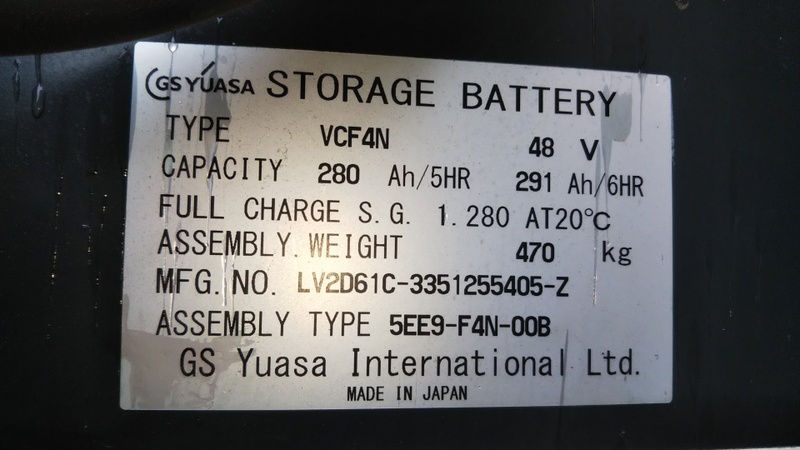 GS YUASA STORAGE BATTERY
TYPE VCF4N 48 V
CAPACITY 280 Ah/5HR 291 Ah/6HR
FULL CHARGE S.G. 1.280 AT20℃
ASSEMBLY.WEIGHT 470 kg
MFG.NO. LV2D61C-3351255405-Z
ASSEMBLY TYPE 5EE9-F4N-00B
GS Yuasa International Ltd.
MADE IN JAPAN